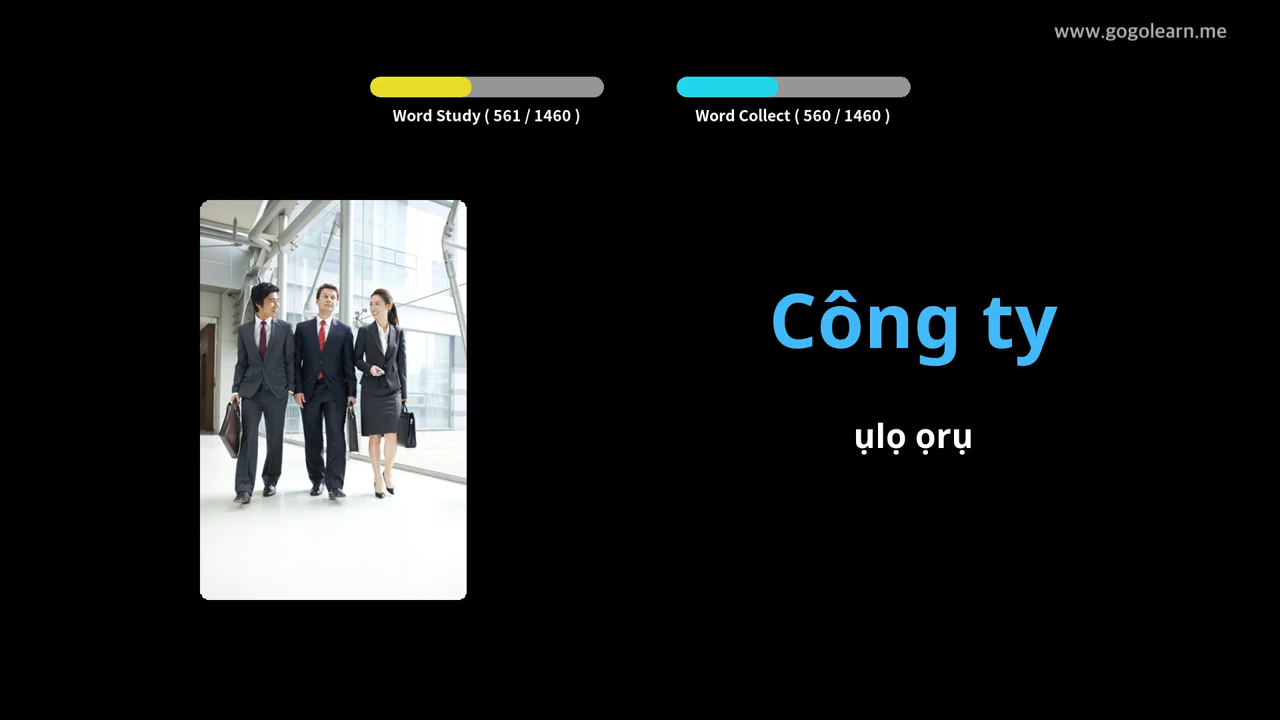 www.gogolearn.me
Word Study ( 561 / 1460 )
Word Collect ( 560 / 1460 )
Công ty
ụlọ ọrụ